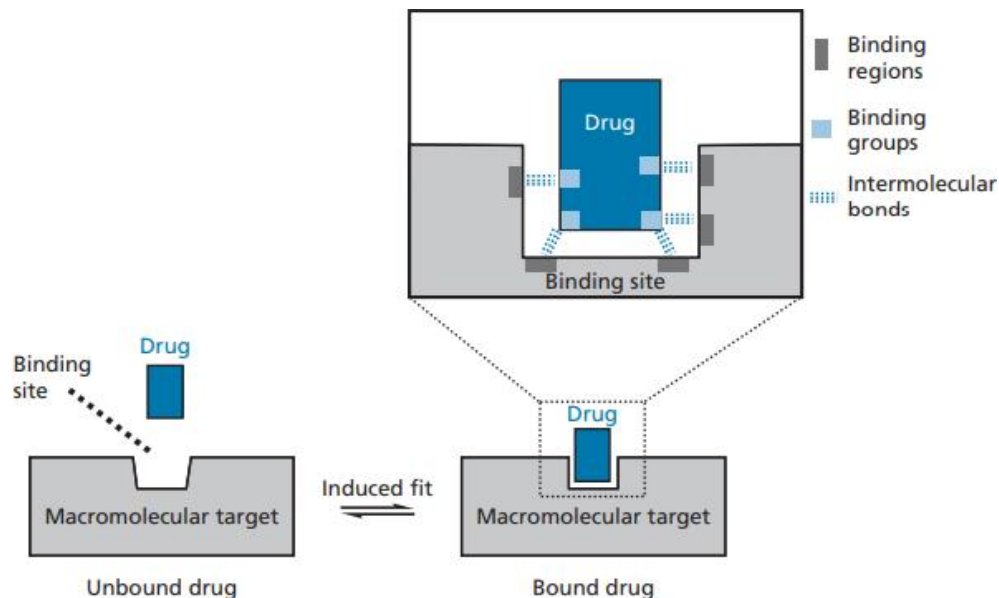 Binding
regions
Drug
Binding
groups
Intermolecular
bonds
Binding site
Drug
Binding
site
Drug
Induced fit
Macromolecular target
Macromolecular target
Unbound drug
Bound drug